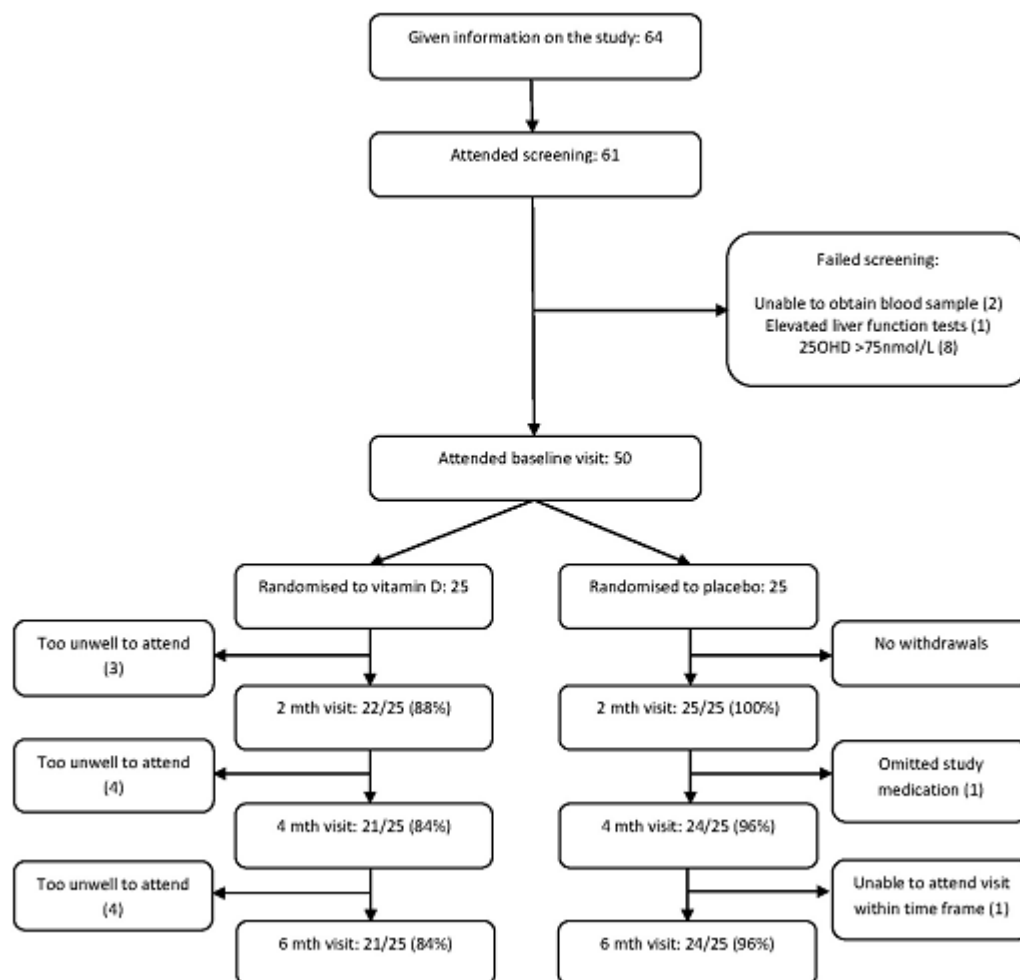 Given information on the study: 64
Attended screening: 61
Failed screening:
Unable to obtain blood sample (2)
Elevated liver function tests (1)
25OHD >75nmol/L (8)
Attended baseline visit: 50
Randomised to vitamin D: 25
Randomised to placebo: 25
Too unwell to attend
(3)
No withdrawals
2 mth visit: 22/25 (88%)
2 mth visit: 25/25 (100%)
Too unwell to attend
(4)
Omitted study
medication (1)
4 mth visit: 21/25 (84%)
4 mth visit: 24/25 (96%)
Too unwell to attend
(4)
Unable to attend visit
within time frame (1)
6 mth visit: 21/25 (84%)
6 mth visit: 24/25 (96%)